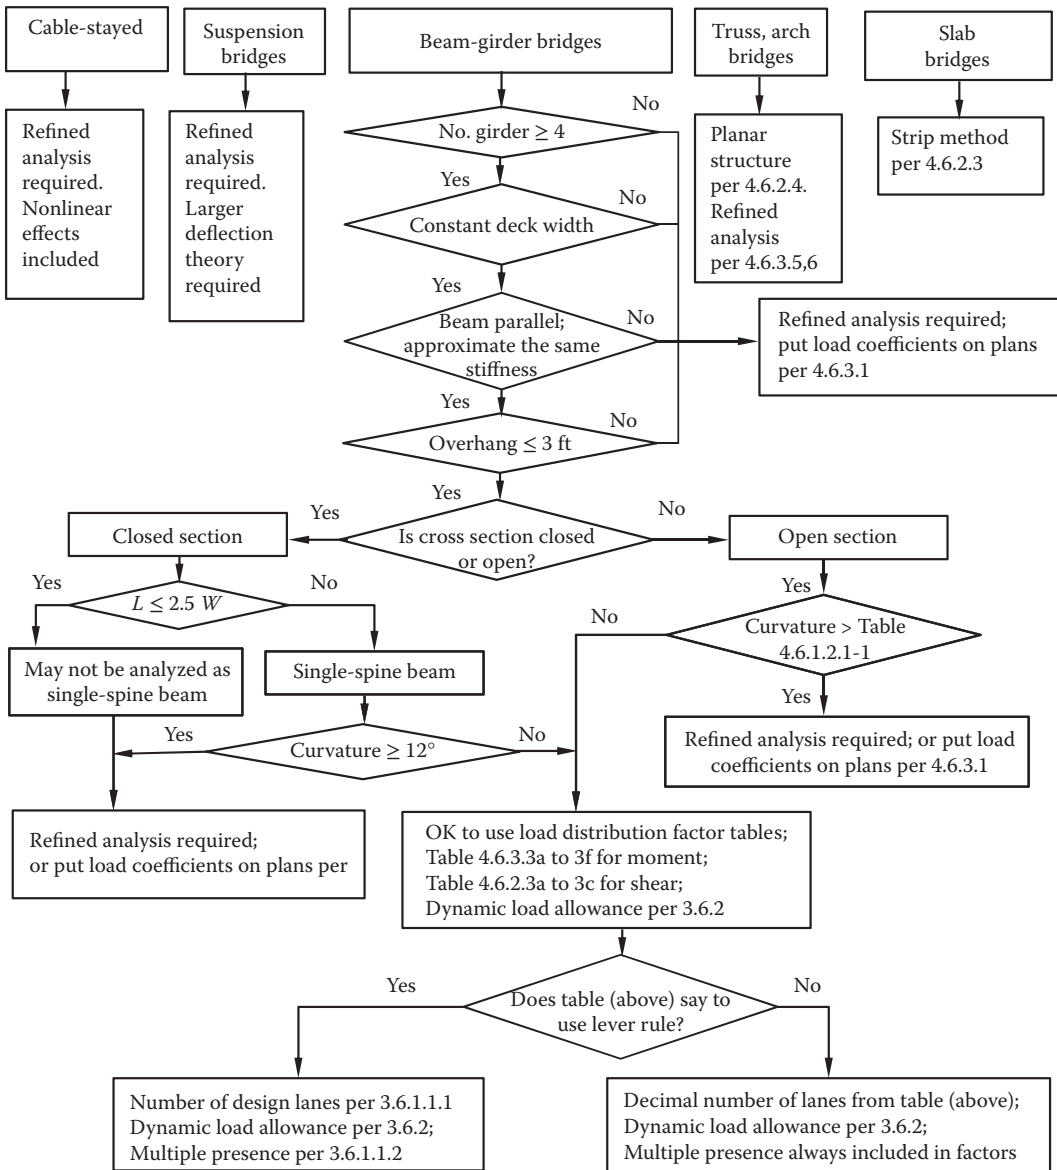 Cable-stayed
Suspension
bridges
Beam-girder bridges
Truss, arch
bridges
Slab
bridges
Refined
analysis
required.
Nonlinear
effects
included
Refined
analysis
required.
Larger
deflection
theory
required
No. girder ≥ 4
No
Yes
Planar
structure
per 4.6.2.4.
Refined
analysis
per 4.6.3.5,6
Strip method
per 4.6.2.3
Constant deck width
No
Yes
Beam parallel;
approximate the same
stiffness
No
Yes
Refined analysis required;
put load coefficients on plans
per 4.6.3.1
Overhang ≤ 3 ft
No
Yes
Is cross section closed
or open?
Yes
No
Closed section
Open section
Yes
L ≤ 2.5 W
Yes
No
Curvature > Table
4.6.1.2.1-1
No
Yes
May not be analyzed as
single-spine beam
Single-spine beam
Curvature ≥ 12°
Yes
No
Refined analysis required; or put load
coefficients on plans per 4.6.3.1
Refined analysis required;
or put load coefficients on plans per
OK to use load distribution factor tables;
Table 4.6.3.3a to 3f for moment;
Table 4.6.2.3a to 3c for shear;
Dynamic load allowance per 3.6.2
Does table (above) say to
use lever rule?
Yes
No
Number of design lanes per 3.6.1.1.1
Dynamic load allowance per 3.6.2;
Multiple presence per 3.6.1.1.2
Decimal number of lanes from table (above);
Dynamic load allowance per 3.6.2;
Multiple presence always included in factors